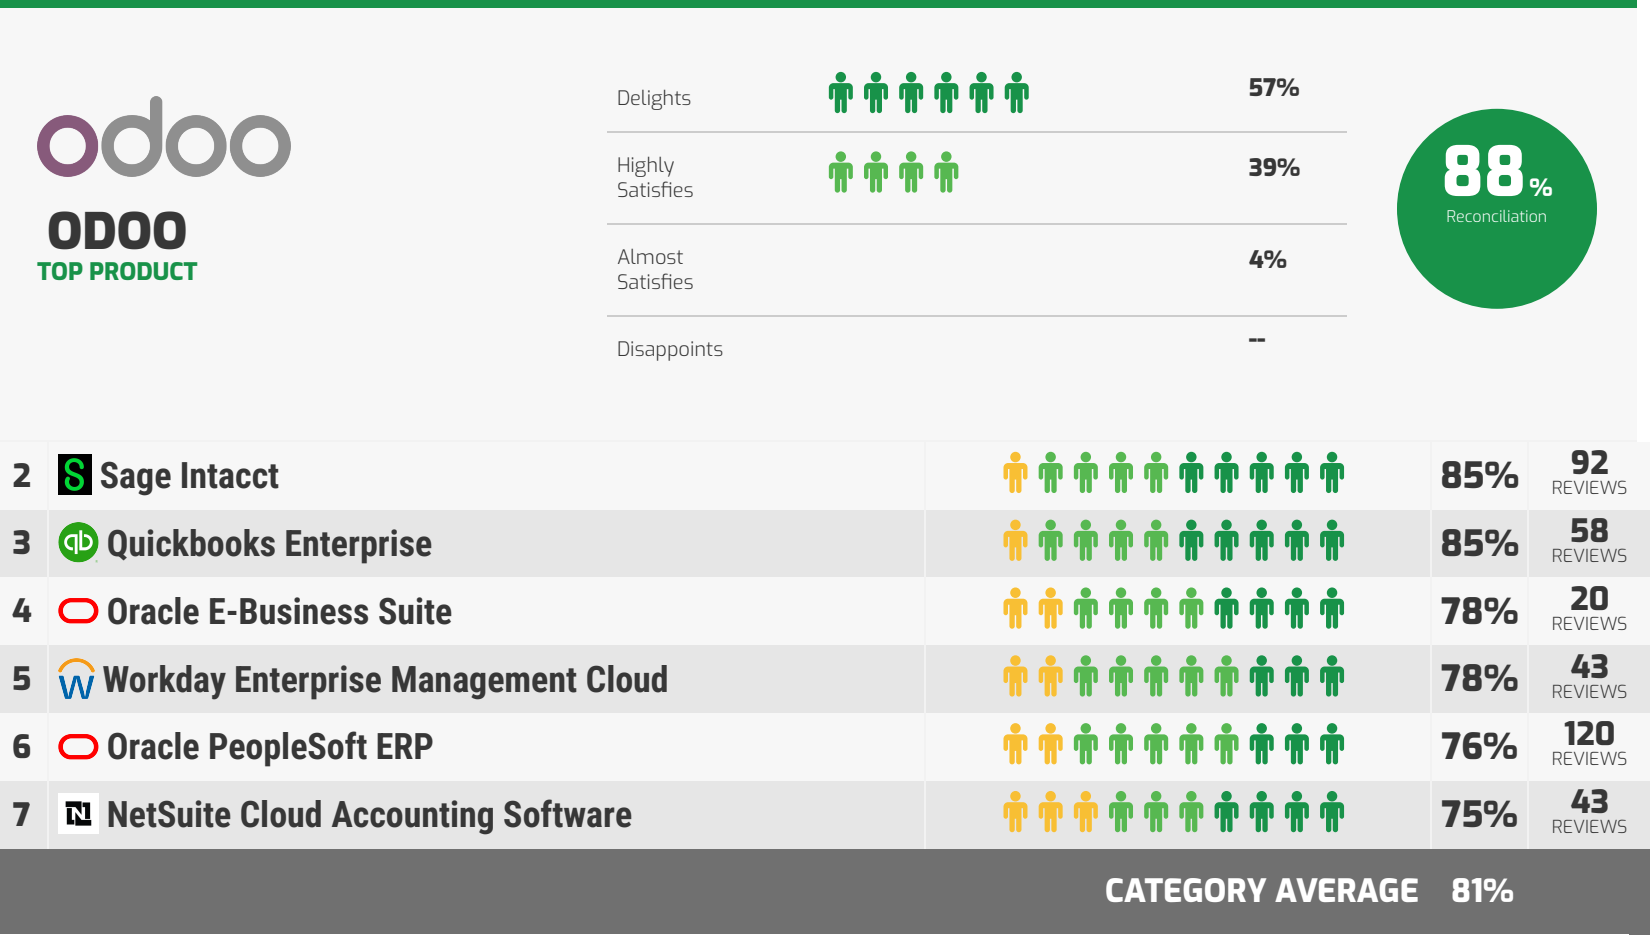 odoo
ODOO
TOP PRODUCT
Delights
57%
Highly
Satisfies
39%
Almost
Satisfies
4%
Disappoints
--
88%
Reconciliation
2 Sage Intacct 85% 92 REVIEWS
3 qb Quickbooks Enterprise 85% 58 REVIEWS
4 Oracle E-Business Suite 78% 20 REVIEWS
5 W Workday Enterprise Management Cloud 78% 43 REVIEWS
6 Oracle PeopleSoft ERP 76% 120 REVIEWS
7 N NetSuite Cloud Accounting Software 75% 43 REVIEWS
CATEGORY AVERAGE 81%